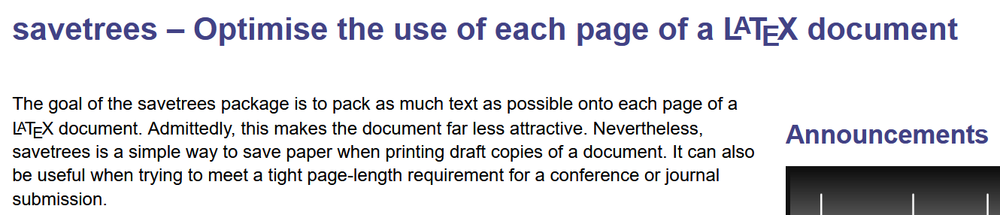 savetrees – Optimise the use of each page of a LATEX document
The goal of the savetrees package is to pack as much text as possible onto each page of a
LATEX document. Admittedly, this makes the document far less attractive. Nevertheless,
savetrees is a simple way to save paper when printing draft copies of a document. It can also
be useful when trying to meet a tight page-length requirement for a conference or journal
submission.
Announcements